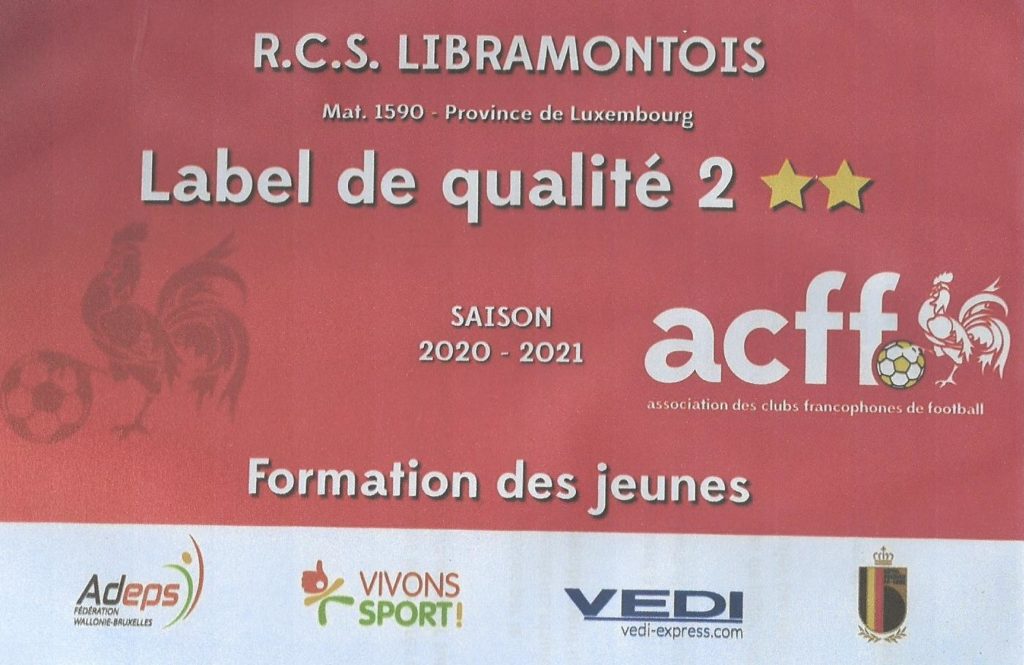 R.C.S. LIBRAMONTOIS
Mat. 1590 - Province de Luxembourg
Label de qualité 2
SAISON
2020 - 2021
acff
association des clubs francophones de football
Formation des jeunes
Adeps
FÉDÉRATION
WALLONIE-BRUXELLES
VIVONS
SPORT!
VEDI
vedi-express.com